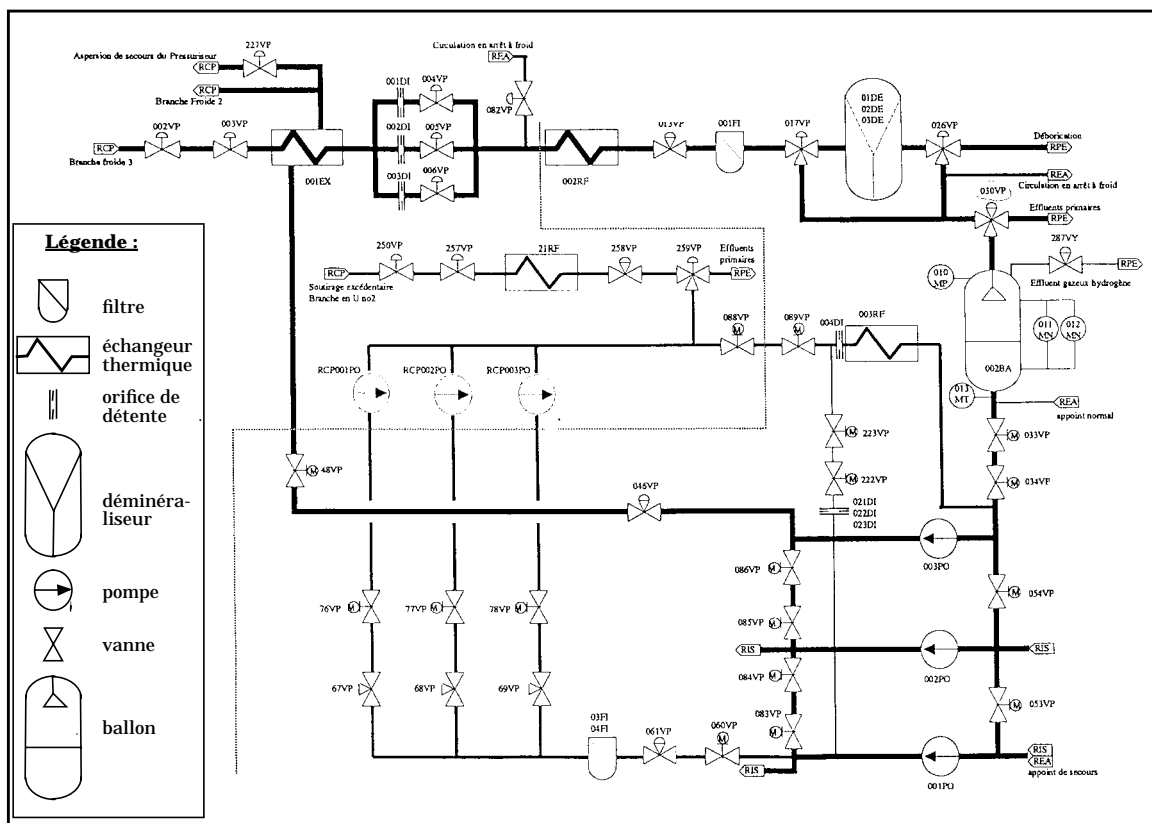 Aspersion de secours du Pressuriseur
227VP
RCP
RCP
Branche Froide 2
Circulation en arrêt à froid
REA
082VP
001DI
004VP
002DI
005VP
003DI
006VP
002VP
003VP
RCP
Branche froide 3
001EX
002RF
013VP
001FI
017VP
01DE
02DE
03DE
026VP
Déborication
RPE
REA
Circulation en arrêt à froid
030VP
Effluents primaires
RPE
287VY
RPE
Effluent gazeux hydrogène
010
MP
011
MN
012
MN
002BA
013
MT
REA
appoint normal
033VP
034VP
250VP
257VP
21RF
258VP
259VP
Effluents
primaires
RPE
RCP
Soutirage excédentaire
Branche en U no2
088VP
M
089VP
M
004DI
003RF
RCP001PO
RCP002PO
RCP003PO
M
223VP
M
222VP
021DI
022DI
023DI
M
48VP
046VP
086VP
M
003PO
M
054VP
085VP
M
76VP
M
77VP
M
78VP
M
RIS
002PO
RIS
084VP
M
67VP
68VP
69VP
M
053VP
083VP
M
03FI
04FI
061VP
060VP
M
RIS
001PO
RIS
REA
appoint de secours
Légende :
filtre
échangeur
thermique
orifice de
détente
déminéra-
liseur
pompe
vanne
ballon